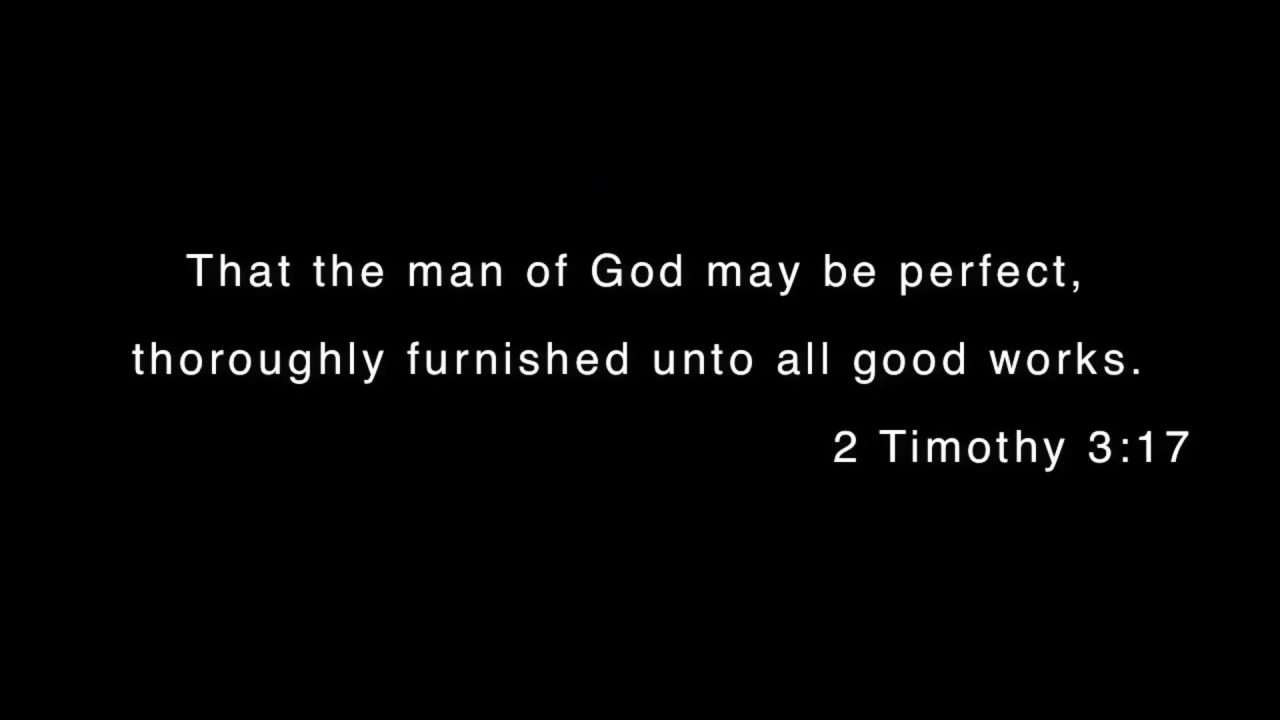 That the man of God may be perfect,
thoroughly furnished unto all good works.
2 Timothy 3:17